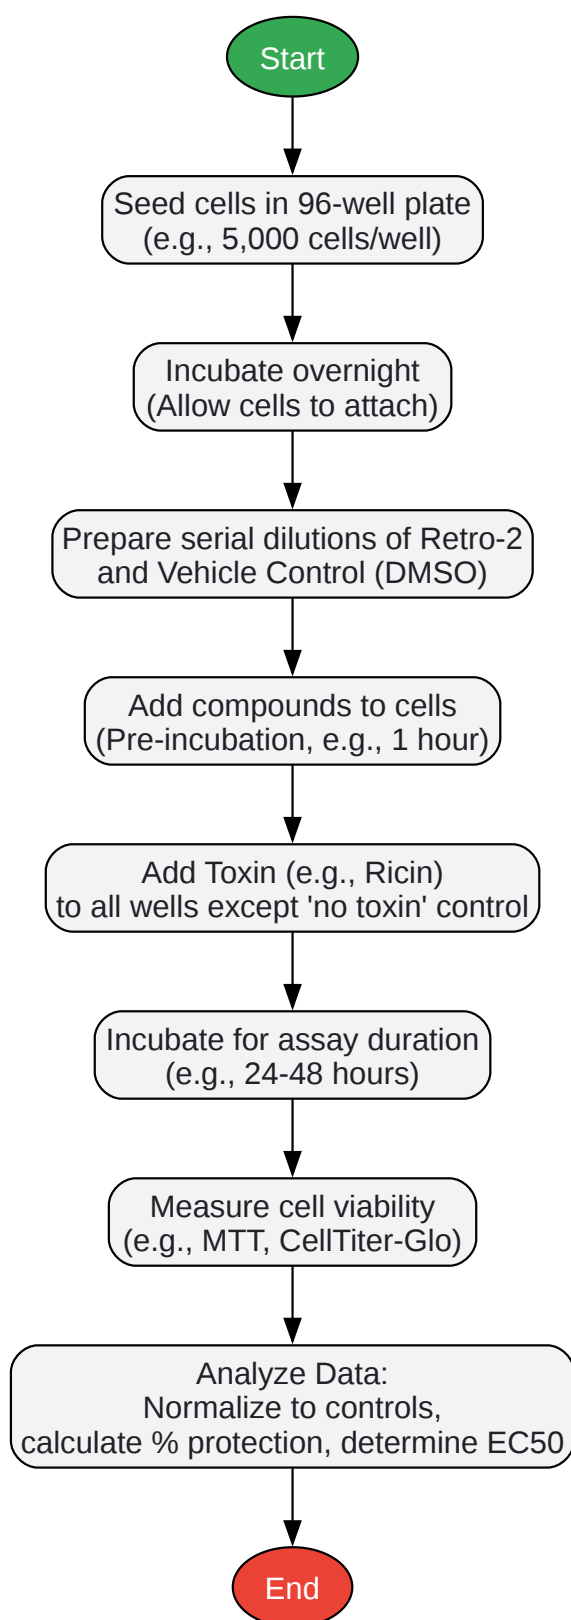 Start
Seed cells in 96-well plate
(e.g., 5,000 cells/well)
Incubate overnight
(Allow cells to attach)
Prepare serial dilutions of Retro-2
and Vehicle Control (DMSO)
Add compounds to cells
(Pre-incubation, e.g., 1 hour)
Add Toxin (e.g., Ricin)
to all wells except 'no toxin' control
Incubate for assay duration
(e.g., 24-48 hours)
Measure cell viability
(e.g., MTT, CellTiter-Glo)
Analyze Data:
Normalize to controls,
calculate % protection, determine EC50
End